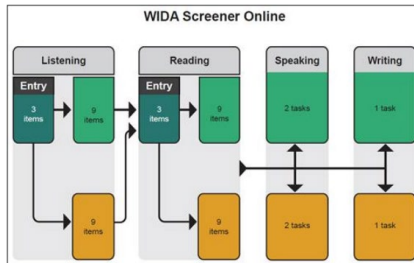 WIDA Screener Online
Listening
Reading
Speaking
Writing
Entry
3
items
9
items
Entry
3
items
9
items
2 tasks
1 task
9
items
9
items
2 tasks
1 task